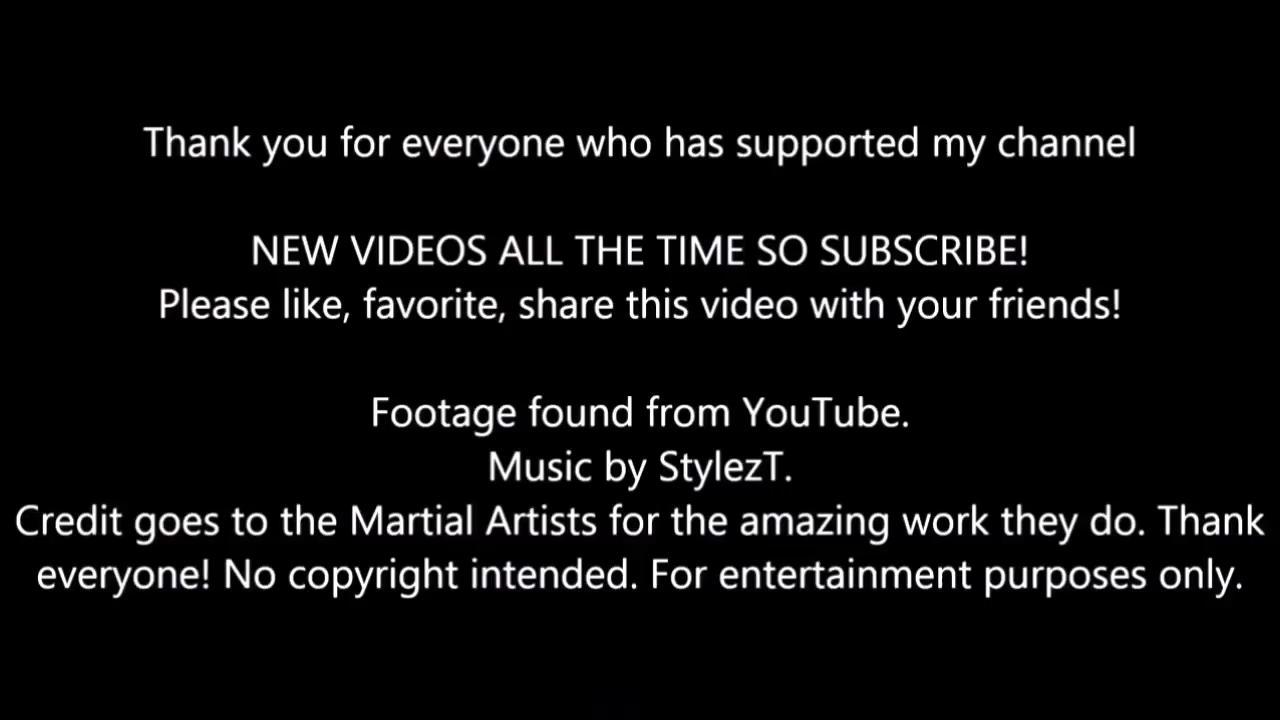 Thank you for everyone who has supported my channel
NEW VIDEOS ALL THE TIME SO SUBSCRIBE!
Please like, favorite, share this video with your friends!
Footage found from YouTube.
Music by StylezT.
Credit goes to the Martial Artists for the amazing work they do. Thank
everyone! No copyright intended. For entertainment purposes only.